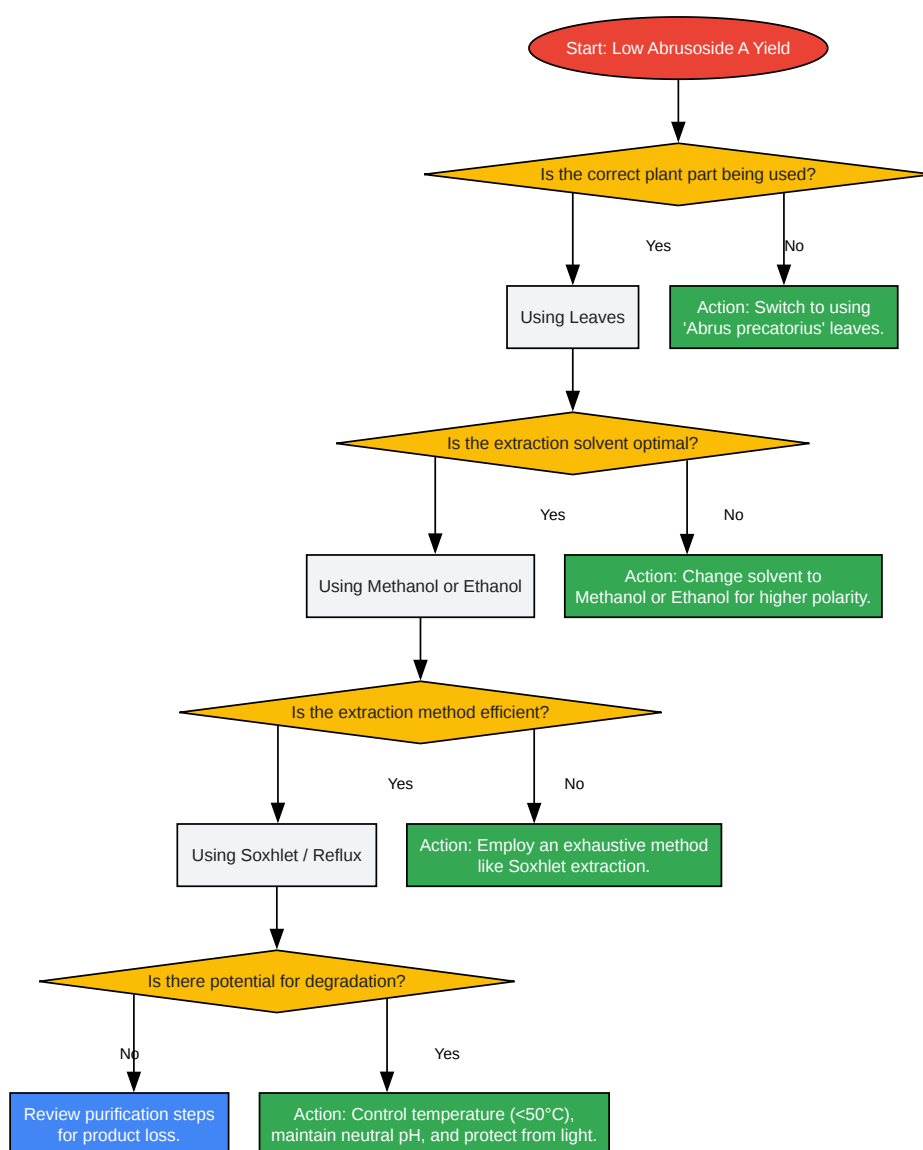 Start: Low Abrusoside A Yield
Is the correct plant part being used?
Yes
No
Using Leaves
Action: Switch to using
'Abrus precatorius' leaves.
Is the extraction solvent optimal?
Yes
No
Using Methanol or Ethanol
Action: Change solvent to
Methanol or Ethanol for higher polarity.
Is the extraction method efficient?
Yes
No
Using Soxhlet / Reflux
Action: Employ an exhaustive method
like Soxhlet extraction.
Is there potential for degradation?
No
Yes
Review purification steps
for product loss.
Action: Control temperature (<50°C),
maintain neutral pH, and protect from light.